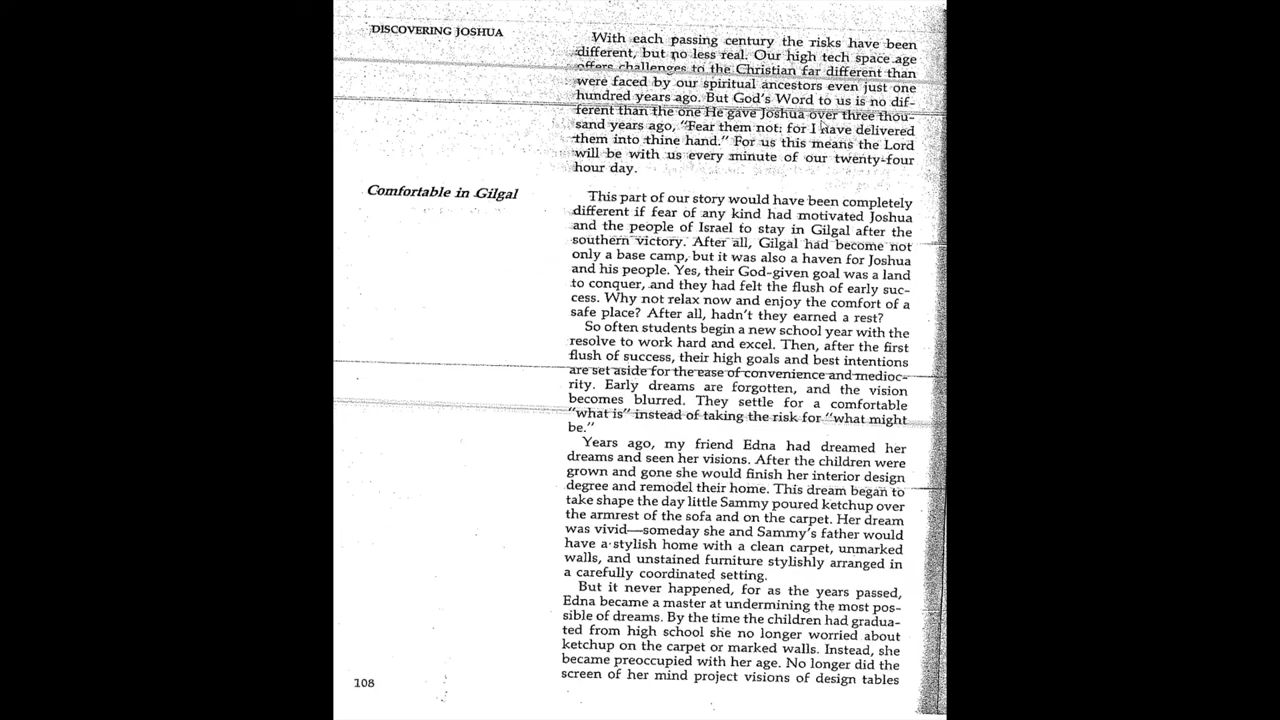 DISCOVERING JOSHUA
With each passing century the risks have been
different, but no less real. Our high tech space age
offers challenges to the Christian far different than
were faced by our spiritual ancestors even just one
hundred years ago. But God's Word to us is no dif-
ferent than the one He gave Joshua over three thou-
sand years ago, "Fear them not: for I have delivered
them into thine hand." For us this means the Lord
will be with us every minute of our twenty-four
hour day.
Comfortable in Gilgal
This part of our story would have been completely
different if fear of any kind had motivated Joshua
and the people of Israel to stay in Gilgal after the
southern victory. After all, Gilgal had become not
only a base camp, but it was also a haven for Joshua
and his people. Yes, their God-given goal was a land
to conquer, and they had felt the flush of early suc-
cess. Why not relax now and enjoy the comfort of a
safe place? After all, hadn't they earned a rest?
So often students begin a new school year with the
resolve to work hard and excel. Then, after the first
flush of success, their high goals and best intentions
are set aside for the ease of convenience and medioc-
rity. Early dreams are forgotten, and the vision
becomes blurred. They settle for a comfortable
"what is" instead of taking the risk for "what might
be."
Years ago, my friend Edna had dreamed her
dreams and seen her visions. After the children were
grown and gone she would finish her interior design
degree and remodel their home. This dream began to
take shape the day little Sammy poured ketchup over
the armrest of the sofa and on the carpet. Her dream
was vivid—someday she and Sammy's father would
have a stylish home with a clean carpet, unmarked
walls, and unstained furniture stylishly arranged in
a carefully coordinated setting.
But it never happened, for as the years passed,
Edna became a master at undermining the most pos-
sible of dreams. By the time the children had gradua-
ted from high school she no longer worried about
ketchup on the carpet or marked walls. Instead, she
became preoccupied with her age. No longer did the
screen of her mind project visions of design tables
108